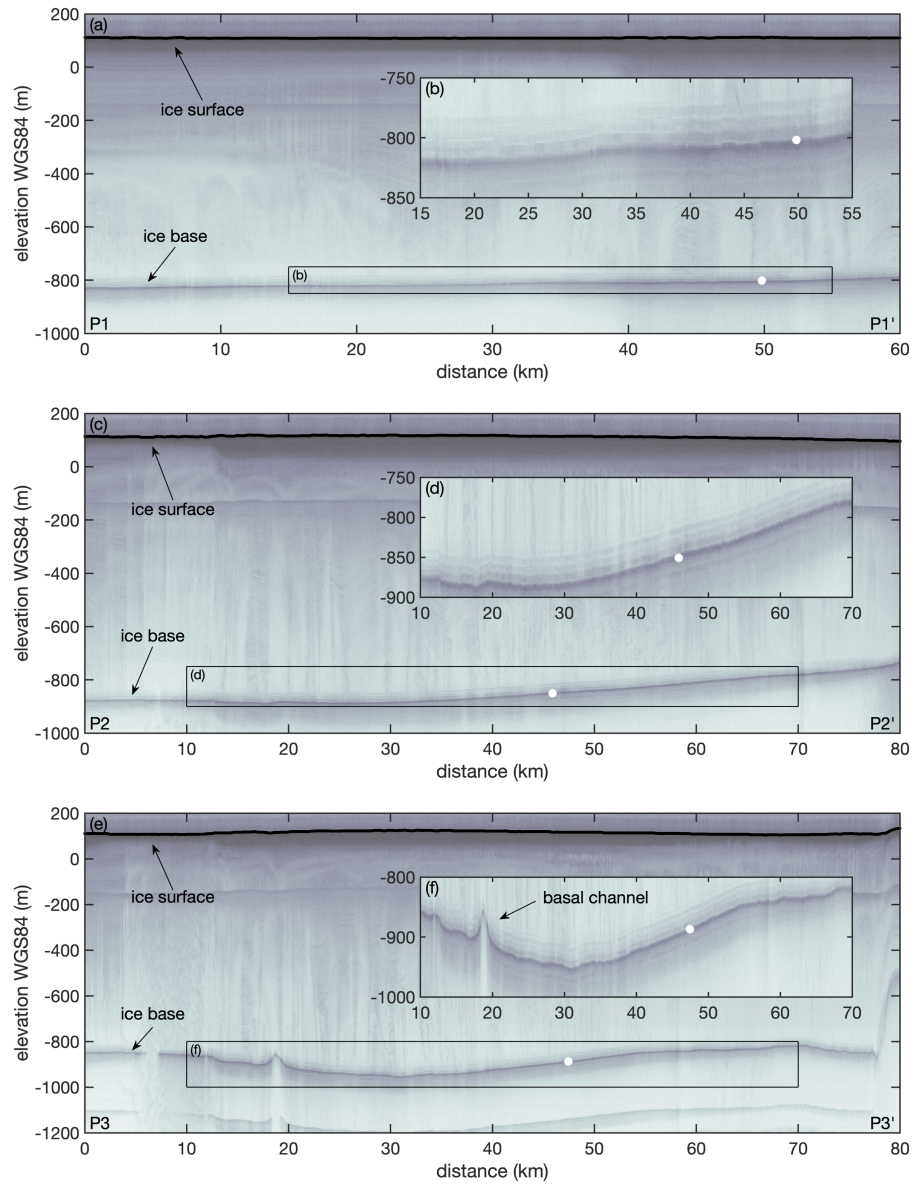 (a)
200
0
-200
-400
-600
-800
-1000
elevation WGS84 (m)
ice surface
ice base
(b)
-750
-800
-850
15 20 25 30 35 40 45 50 55
(b)
P1 P1'
0 10 20 30 40 50 60
distance (km)
(c)
200
0
-200
-400
-600
-800
-1000
elevation WGS84 (m)
ice surface
ice base
(d)
-750
-800
-850
-900
10 20 30 40 50 60 70
(d)
P2 P2'
0 10 20 30 40 50 60 70 80
distance (km)
(e)
200
0
-200
-400
-600
-800
-1000
-1200
elevation WGS84 (m)
ice surface
ice base
(f)
basal channel
-800
-900
-1000
10 20 30 40 50 60 70
(f)
P3 P3'
0 10 20 30 40 50 60 70 80
distance (km)